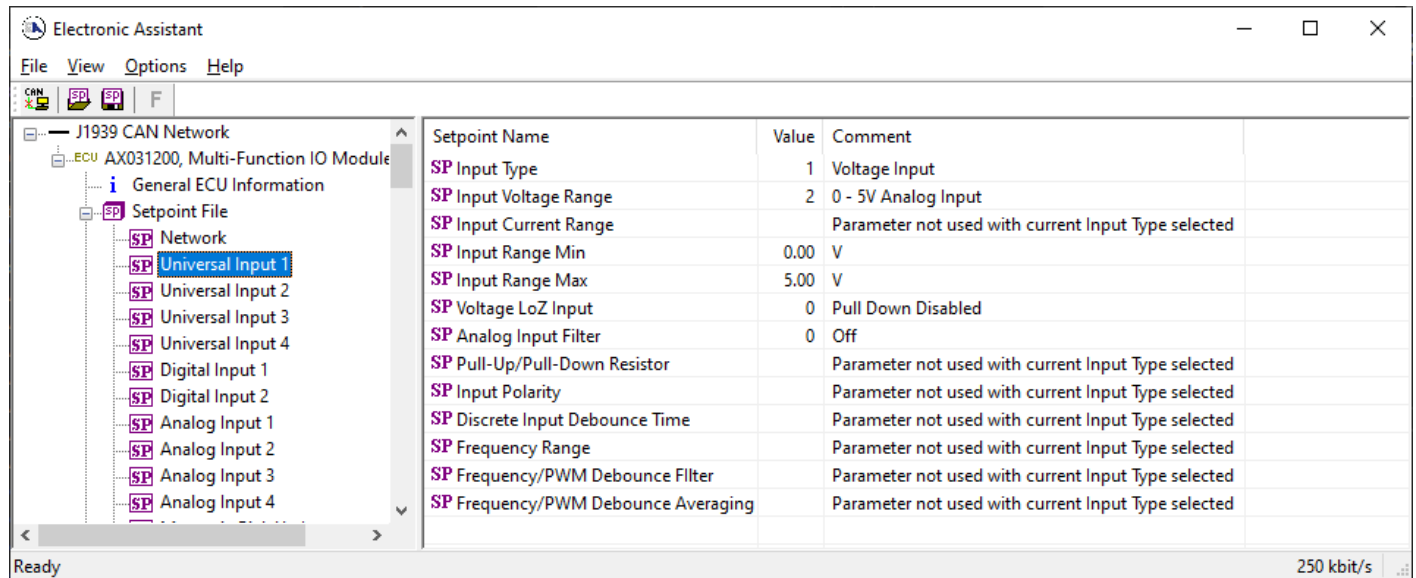 Electronic Assistant
File View Options Help
CAN SP SP F
J1939 CAN Network
ECU AX031200, Multi-Function IO Module
i General ECU Information
SP Setpoint File
SP Network
SP Universal Input 1
SP Universal Input 2
SP Universal Input 3
SP Universal Input 4
SP Digital Input 1
SP Digital Input 2
SP Analog Input 1
SP Analog Input 2
SP Analog Input 3
SP Analog Input 4
Setpoint Name Value Comment
SP Input Type 1 Voltage Input
SP Input Voltage Range 2 0 - 5V Analog Input
SP Input Current Range Parameter not used with current Input Type selected
SP Input Range Min 0.00 V
SP Input Range Max 5.00 V
SP Voltage LoZ Input 0 Pull Down Disabled
SP Analog Input Filter 0 Off
SP Pull-Up/Pull-Down Resistor Parameter not used with current Input Type selected
SP Input Polarity Parameter not used with current Input Type selected
SP Discrete Input Debounce Time Parameter not used with current Input Type selected
SP Frequency Range Parameter not used with current Input Type selected
SP Frequency/PWM Debounce FIlter Parameter not used with current Input Type selected
SP Frequency/PWM Debounce Averaging Parameter not used with current Input Type selected
Ready 250 kbit/s